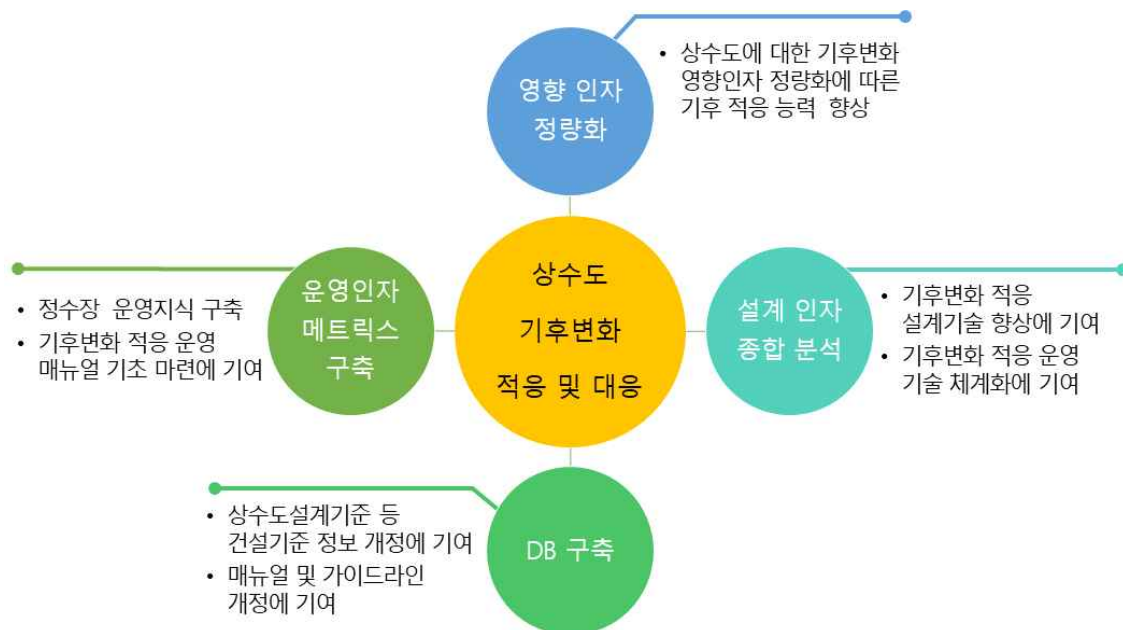 영향 인자
정량화
• 상수도에 대한 기후변화
영향인자 정량화에 따른
기후 적응 능력 향상
운영인자
메트릭스
구축
• 정수장 운영지식 구축
• 기후변화 적응 운영
매뉴얼 기초 마련에 기여
상수도
기후변화
적응 및 대응
설계 인자
종합 분석
• 기후변화 적응
설계기술 향상에 기여
• 기후변화 적응 운영
기술 체계화에 기여
DB 구축
• 상수도설계기준 등
건설기준 정보 개정에 기여
• 매뉴얼 및 가이드라인
개정에 기여